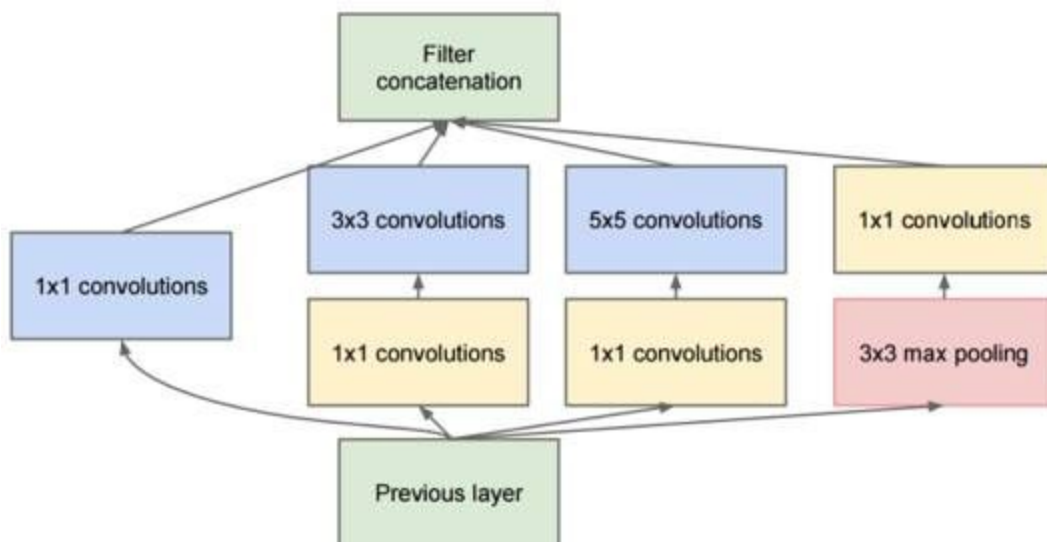 Filter
concatenation
3x3 convolutions
5x5 convolutions
1x1 convolutions
1x1 convolutions
1x1 convolutions
1x1 convolutions
3x3 max pooling
Previous layer